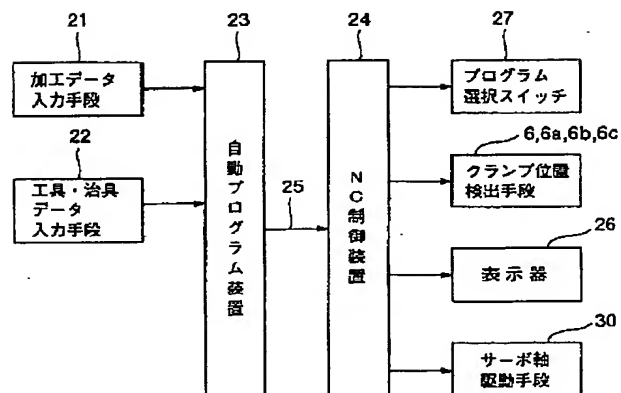 21
加工データ
入力手段
22
工具・治具
データ
入力手段
23
自動プログラム装置
25
24
NC制御装置
27
プログラム
選択スイッチ
6,6a,6b,6c
クランプ位置
検出手段
26
表示器
30
サーボ軸
駆動手段